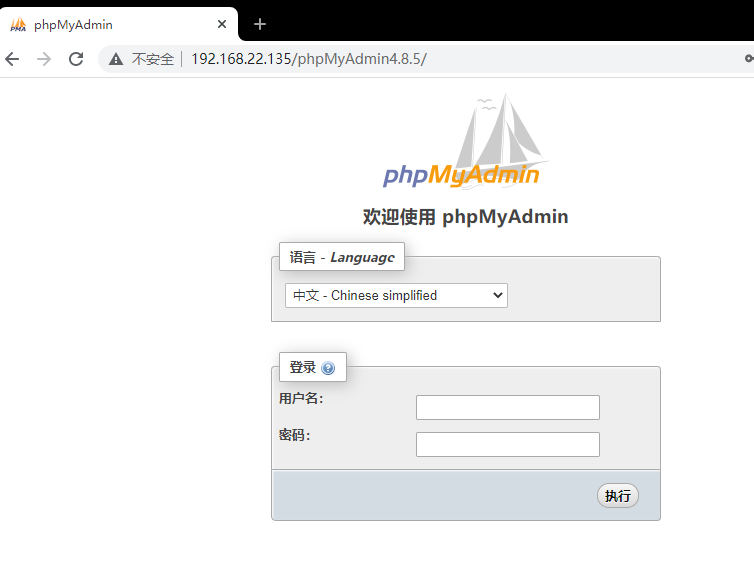 phpMyAdmin
不安全 192.168.22.135/phpMyAdmin4.8.5/
phpMyAdmin
欢迎使用 phpMyAdmin
语言 - Language
中文 - Chinese simplified
登录
用户名:
密码:
执行